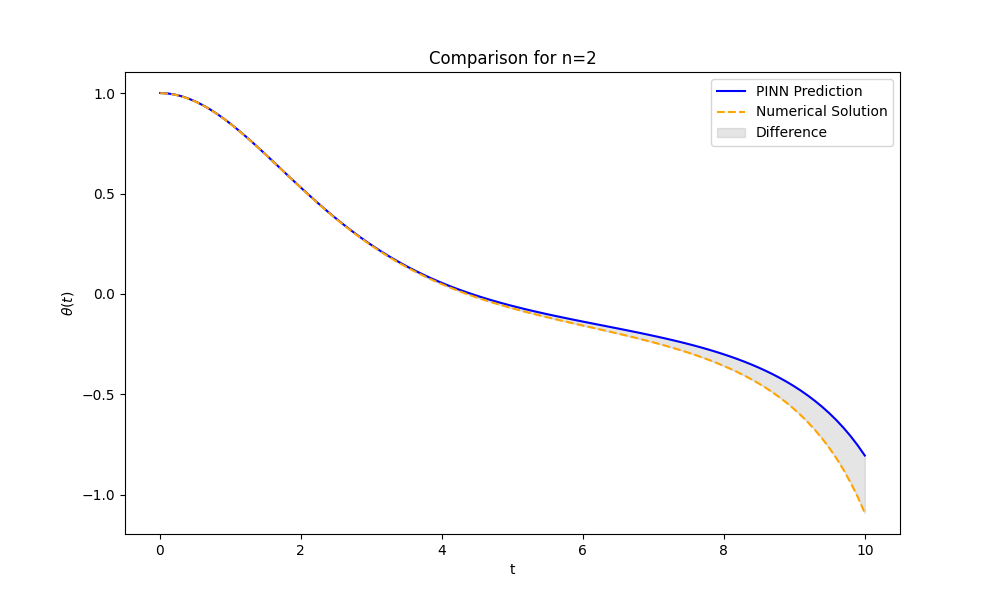 Comparison for n=2
PINN Prediction
Numerical Solution
Difference
1.0
0.5
0.0
−0.5
−1.0
θ(t)
0 2 4 6 8 10
t